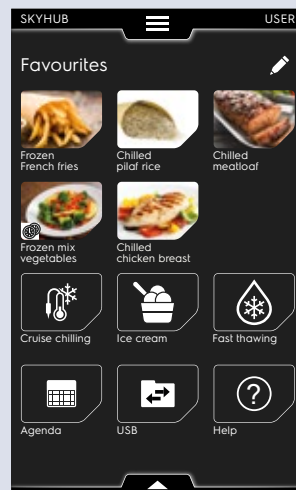 SKYHUB USER
Favourites
Frozen
French fries
Chilled
pilaf rice
Chilled
meatloaf
Frozen mix
vegetables
Chilled
chicken breast
Cruise chilling
Ice cream
Fast thawing
Agenda
USB
Help